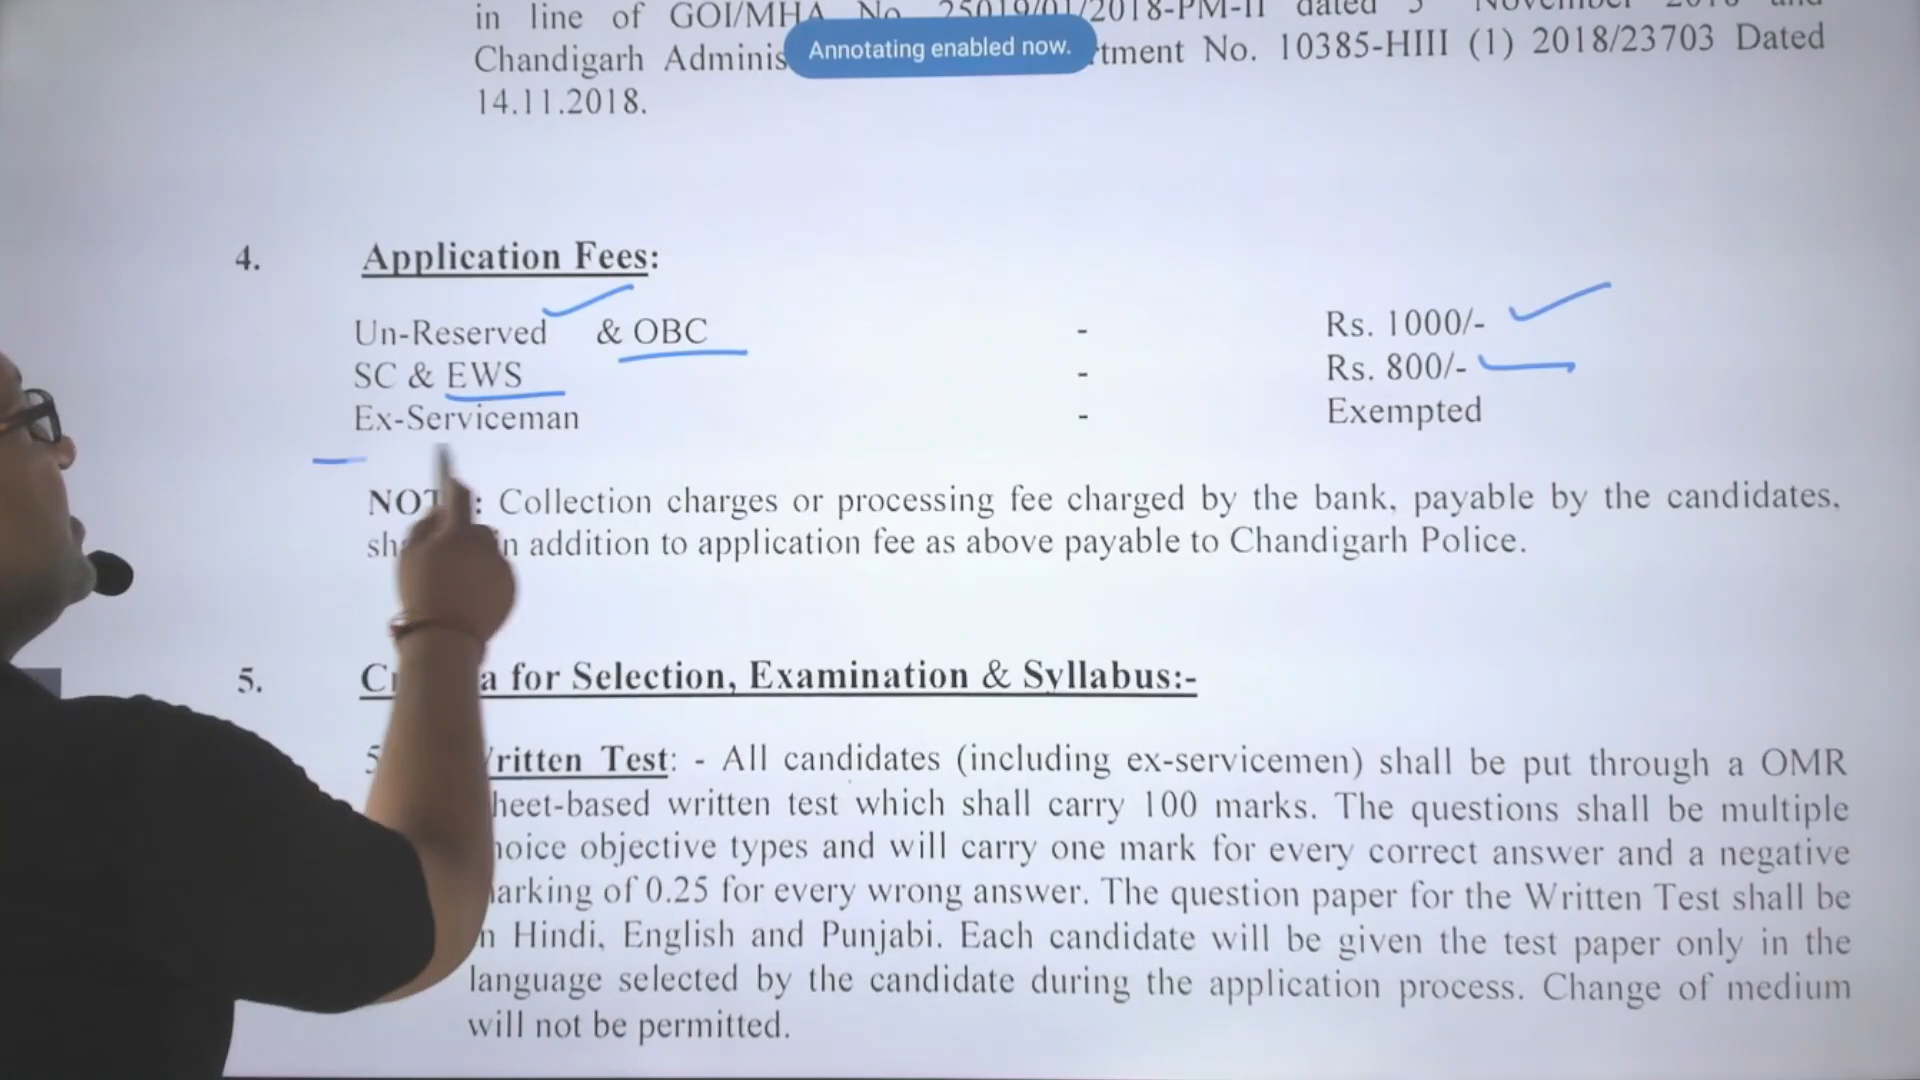 in line of GOI/MHA No. 25019/01/2018-PM-II dated
Chandigarh Adminis
Annotating enabled now.
rtment No. 10385-HIII (1) 2018/23703 Dated
14.11.2018.
4. Application Fees:
Un-Reserved & OBC - Rs. 1000/-
SC & EWS - Rs. 800/-
Ex-Serviceman - Exempted
Collection charges or processing fee charged by the bank, payable by the candidates,
in addition to application fee as above payable to Chandigarh Police.
5. for Selection, Examination & Syllabus:-
ritten Test: - All candidates (including ex-servicemen) shall be put through a OMR
heet-based written test which shall carry 100 marks. The questions shall be multiple
hoice objective types and will carry one mark for every correct answer and a negative
arking of 0.25 for every wrong answer. The question paper for the Written Test shall be
n Hindi, English and Punjabi. Each candidate will be given the test paper only in the
language selected by the candidate during the application process. Change of medium
will not be permitted.